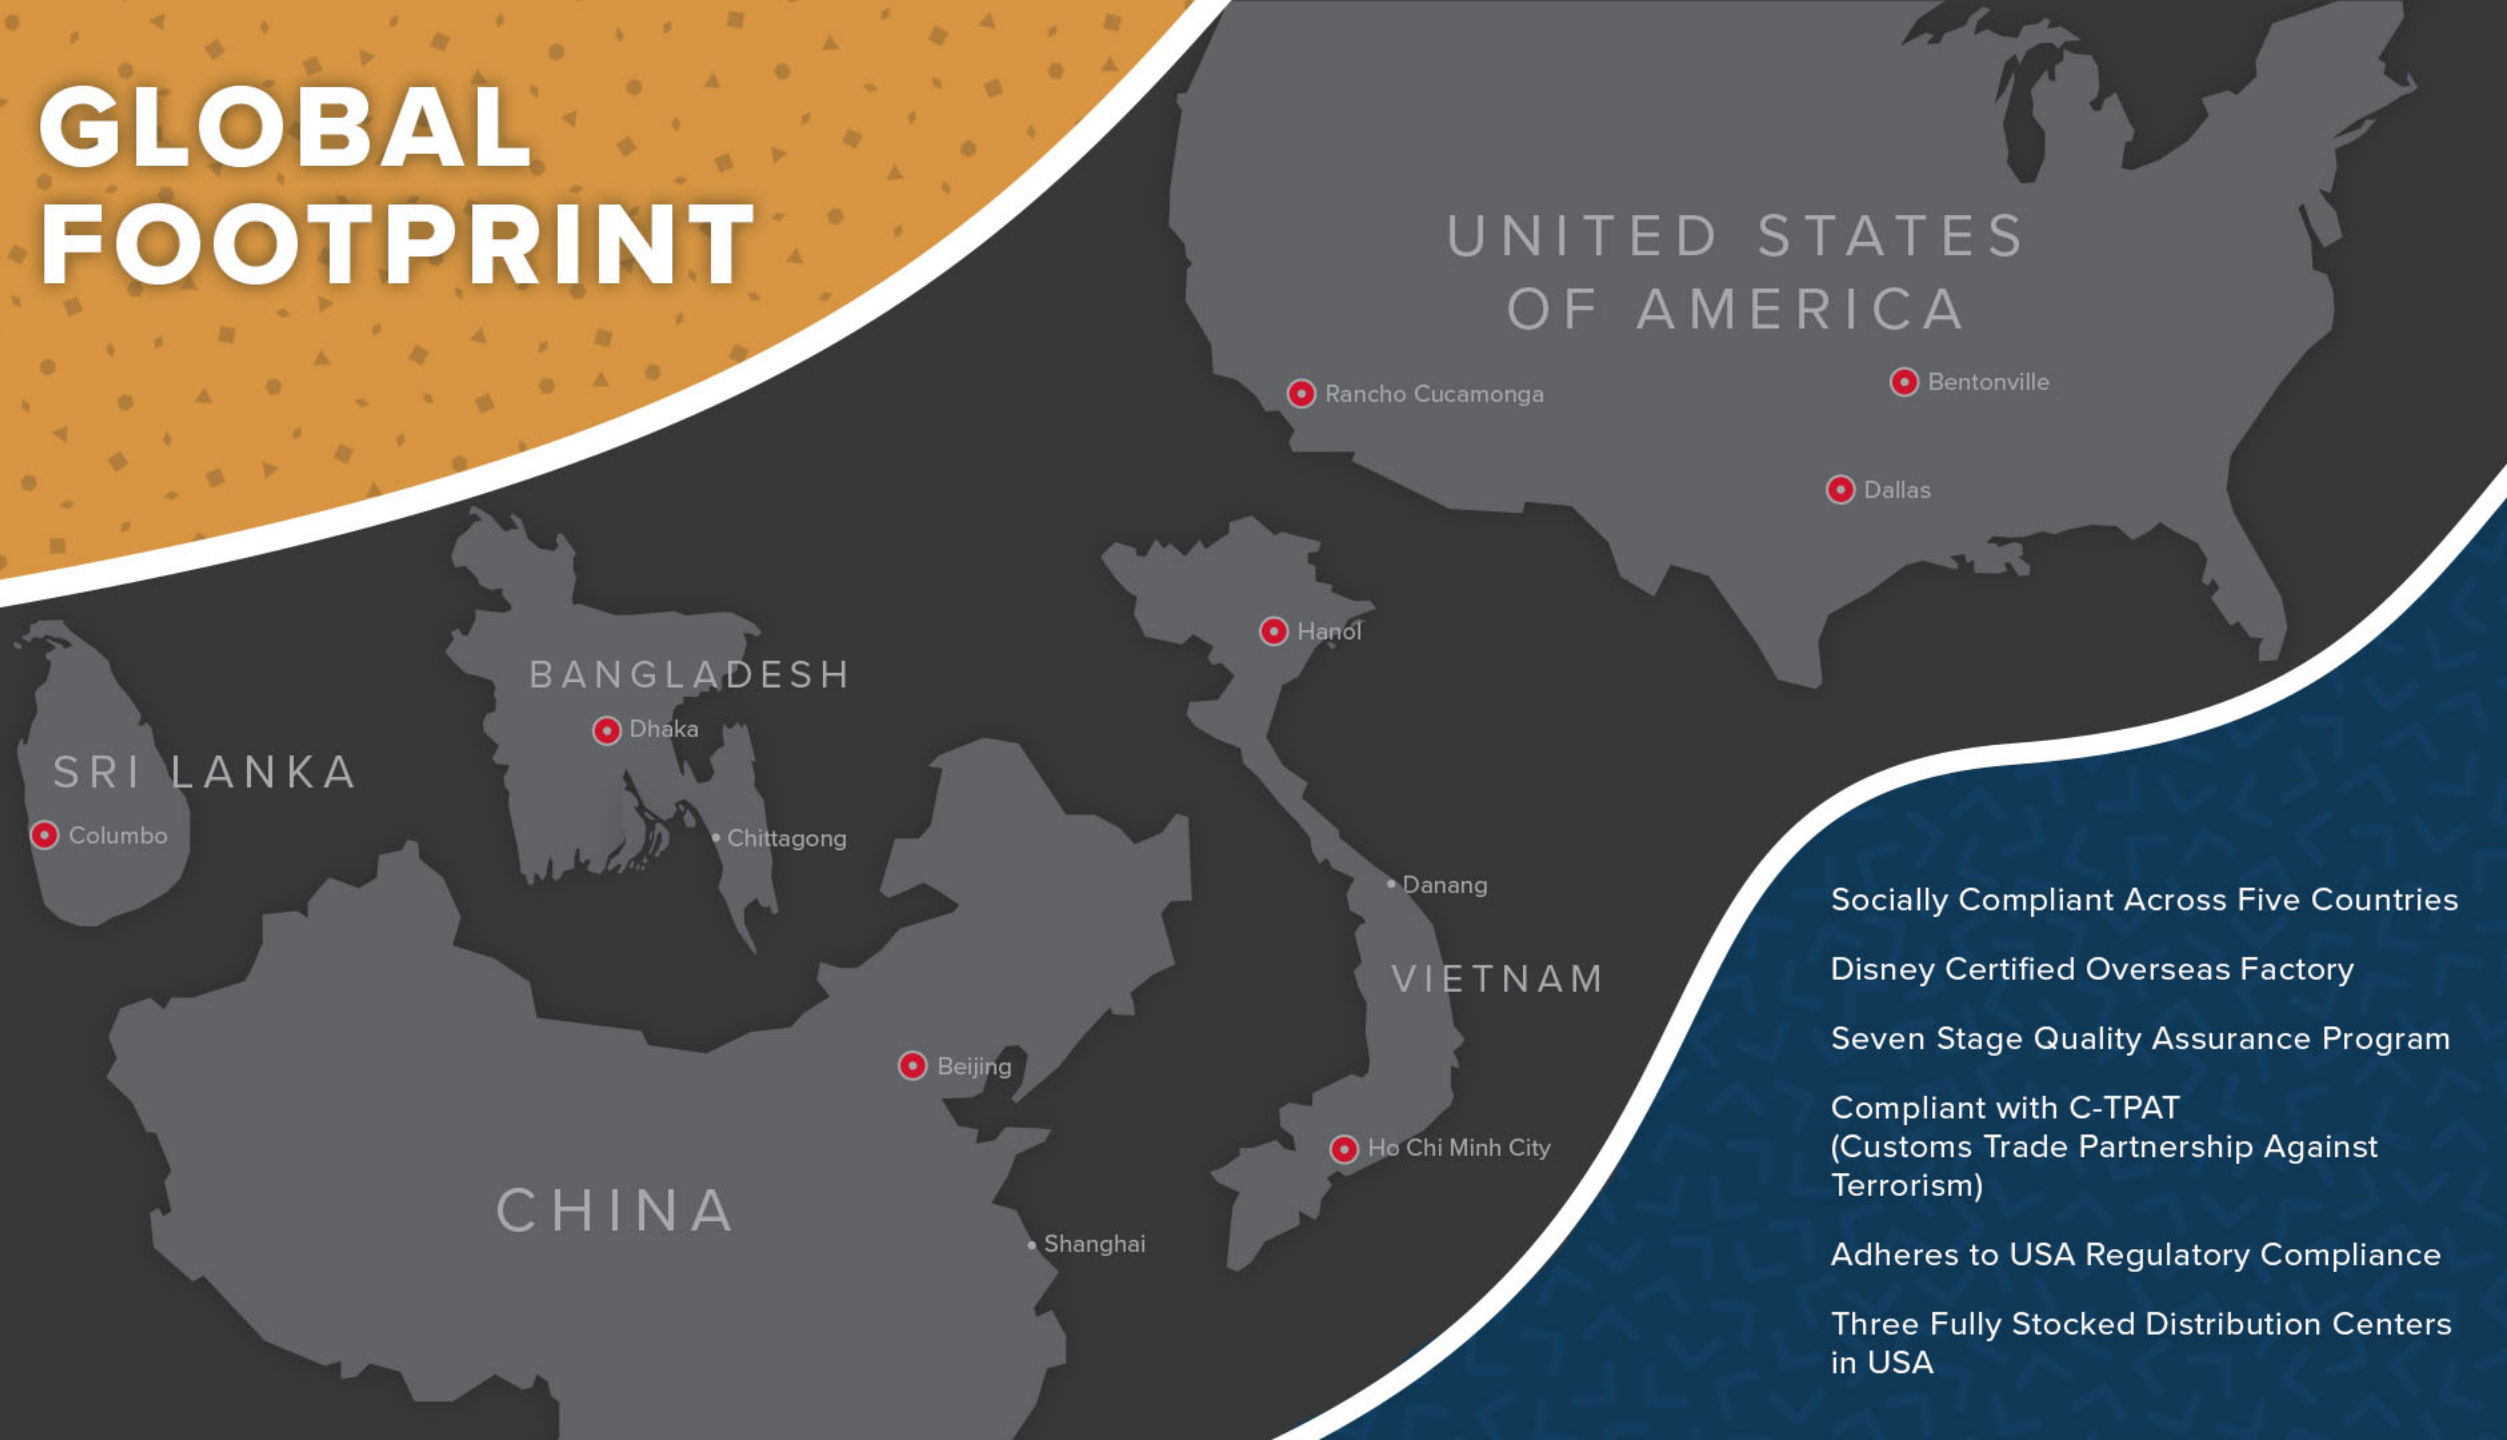 GLOBAL
FOOTPRINT
UNITED STATES
OF AMERICA
Rancho Cucamonga
Bentonville
Dallas
BANGLADESH
Dhaka
Chittagong
SRI LANKA
Columbo
Hanoi
Danang
VIETNAM
Ho Chi Minh City
Beijing
CHINA
Shanghai
Socially Compliant Across Five Countries
Disney Certified Overseas Factory
Seven Stage Quality Assurance Program
Compliant with C-TPAT
(Customs Trade Partnership Against
Terrorism)
Adheres to USA Regulatory Compliance
Three Fully Stocked Distribution Centers
in USA